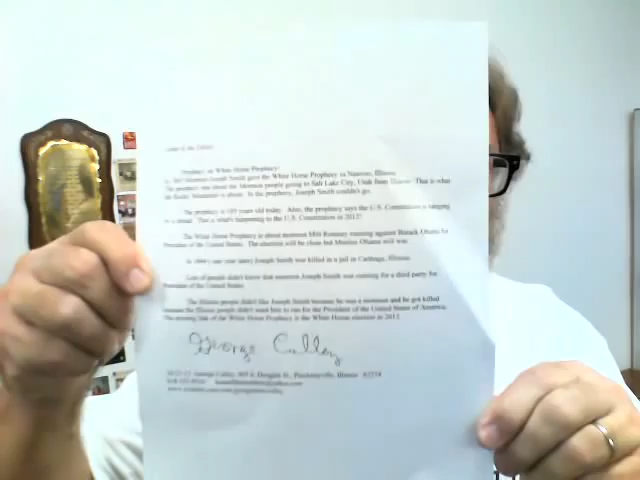 Letter to the Editor
Prophecy or White Horse Prophecy
In 1843 Mormon Joseph Smith gave the White Horse Prophecy in Nauvoo, Illinois.
The prophecy was about the Mormon people going to Salt Lake City, Utah from Illinois. That is what
the Rocky Mountains is about. In the prophecy, Joseph Smith couldn't go.
The prophecy is 169 years old today. Also, the prophecy says the U.S. Constitution is hanging
by a thread. That is what's happening to the U.S. Constitution in 2012!
The White Prophecy is about mormon Mitt Romney running against Barack Obama for
President of the United States. The election will be close but
In 1844 (one year later) Joseph Smith was killed in a jail in Carthage, Illinois.
Lots of people didn't know that mormon Joseph Smith was running for a third party for
President of the United States.
The Illinois people didn't like Joseph Smith because he was a mormon and he got killed
because the Illinois people didn't want him to run for the President of the United States of America.
The missing link of the White Horse Prophecy is the White House election in 2012.
George Culley
George Culley, Illinois 62274